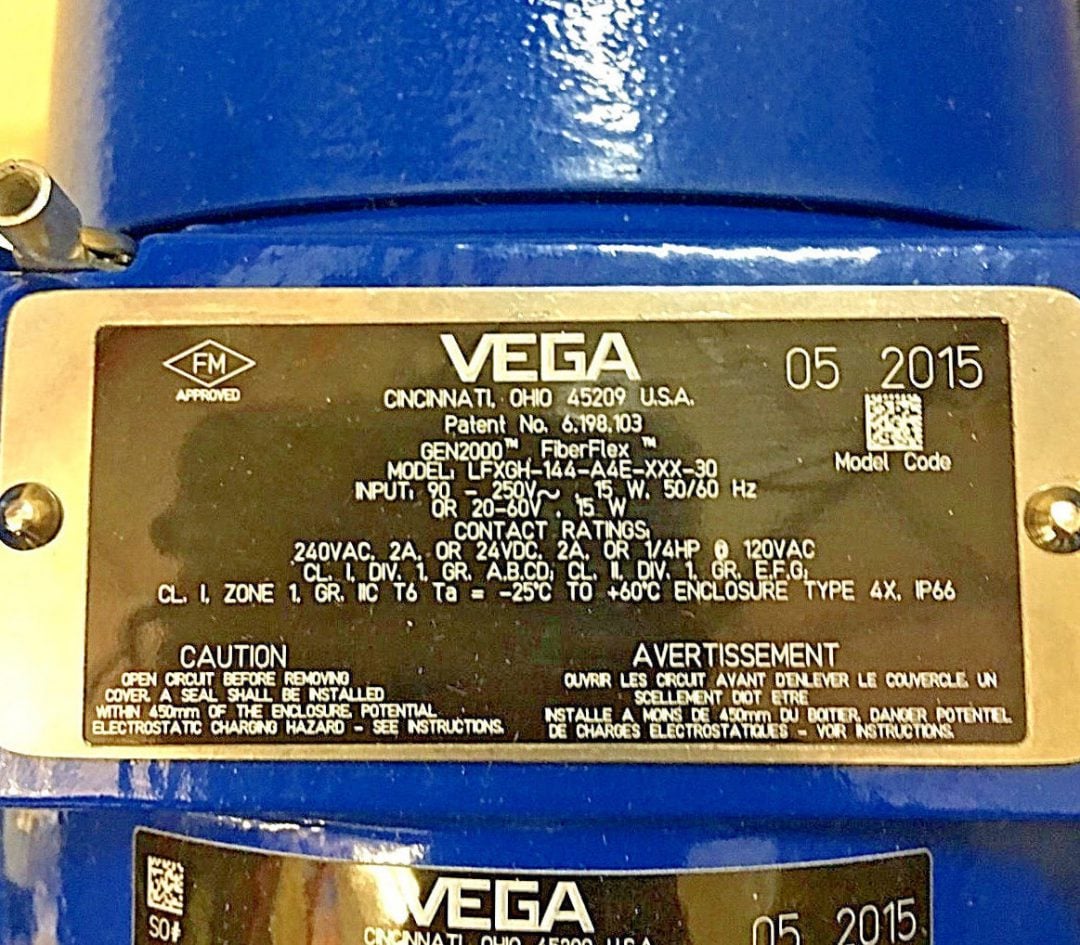 FM
APPROVED
VEGA
05 2015
CINCINNATI, OHIO 45209 U.S.A.
Patent No. 6,198,103
GEN2000™ FiberFlex™
Model Code
MODEL: LFXGH-144-A4E-XXX-30
INPUT: 90 - 250V~, 15 W, 50/60 Hz
OR 20-60V, 15 W
CONTACT RATINGS:
240VAC, 2A, OR 24VDC, 2A, OR 1/4HP @ 120VAC
CL. I, DIV. 1, GR. A,B,C,D; CL. II, DIV. 1, GR. E,F,G;
CL. I, ZONE 1, GR. IIC T6 Ta = -25°C TO +60°C ENCLOSURE TYPE 4X, IP66
CAUTION
OPEN CIRCUIT BEFORE REMOVING
COVER. A SEAL SHALL BE INSTALLED
WITHIN 450mm OF THE ENCLOSURE. POTENTIAL
ELECTROSTATIC CHARGING HAZARD - SEE INSTRUCTIONS.
AVERTISSEMENT
OUVRIR LES CIRCUIT AVANT D'ENLEVER LE COUVERCLE. UN
SCELLEMENT DIOT ETRE
INSTALLE A MOINS DE 450mm DU BOITIER. DANGER POTENTIEL
DE CHARGES ELECTROSTATIQUES - VOIR INSTRUCTIONS.
SO#
VEGA
05 2015
CINCINNATI, OHIO 45209 U.S.A.